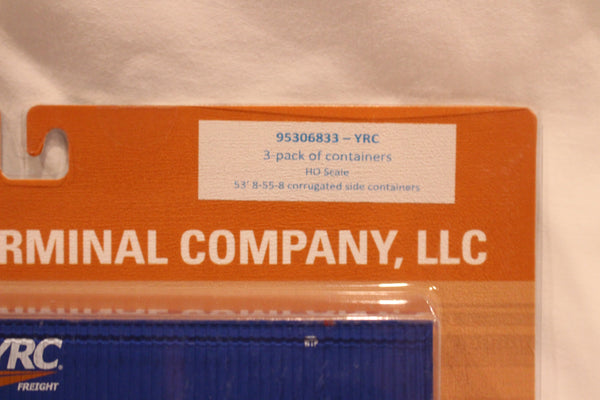 95306833 – YRC
3-pack of containers
HO Scale
53' 8-55-8 corrugated side containers
RMINAL COMPANY, LLC
YRC
FREIGHT